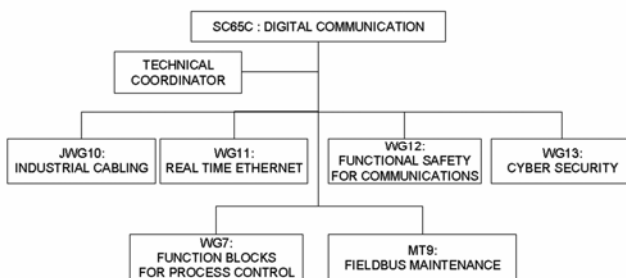 SC65C : DIGITAL COMMUNICATION
TECHNICAL
COORDINATOR
JWG10:
INDUSTRIAL CABLING
WG11:
REAL TIME ETHERNET
WG12:
FUNCTIONAL SAFETY
FOR COMMUNICATIONS
WG13:
CYBER SECURITY
WG7:
FUNCTION BLOCKS
FOR PROCESS CONTROL
MT9:
FIELDBUS MAINTENANCE